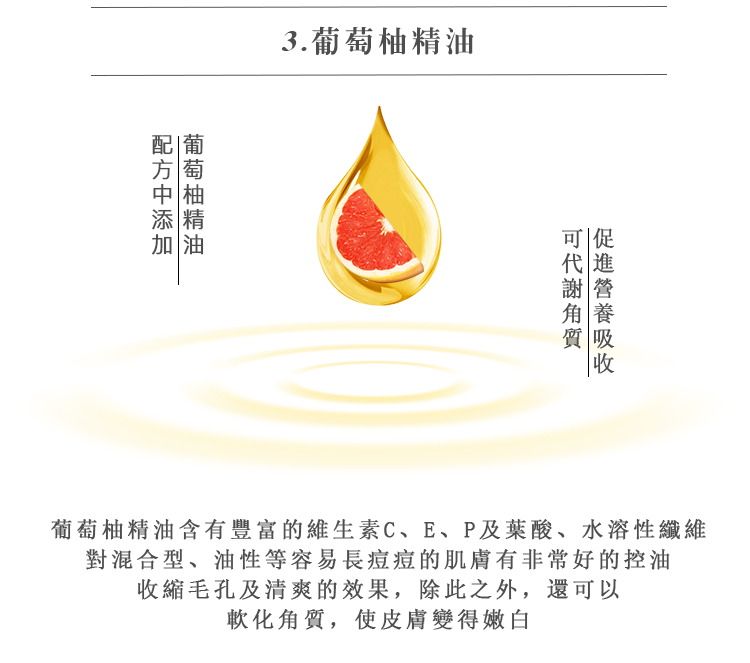 3.葡萄柚精油
葡萄柚精油
配方中添加
促進營養吸收
可代謝角質
葡萄柚精油含有豐富的維生素C、E、P及葉酸、水溶性纖維
對混合型、油性等容易長痘痘的肌膚有非常好的控油
收縮毛孔及清爽的效果，除此之外，還可以
軟化角質，使皮膚變得嫩白